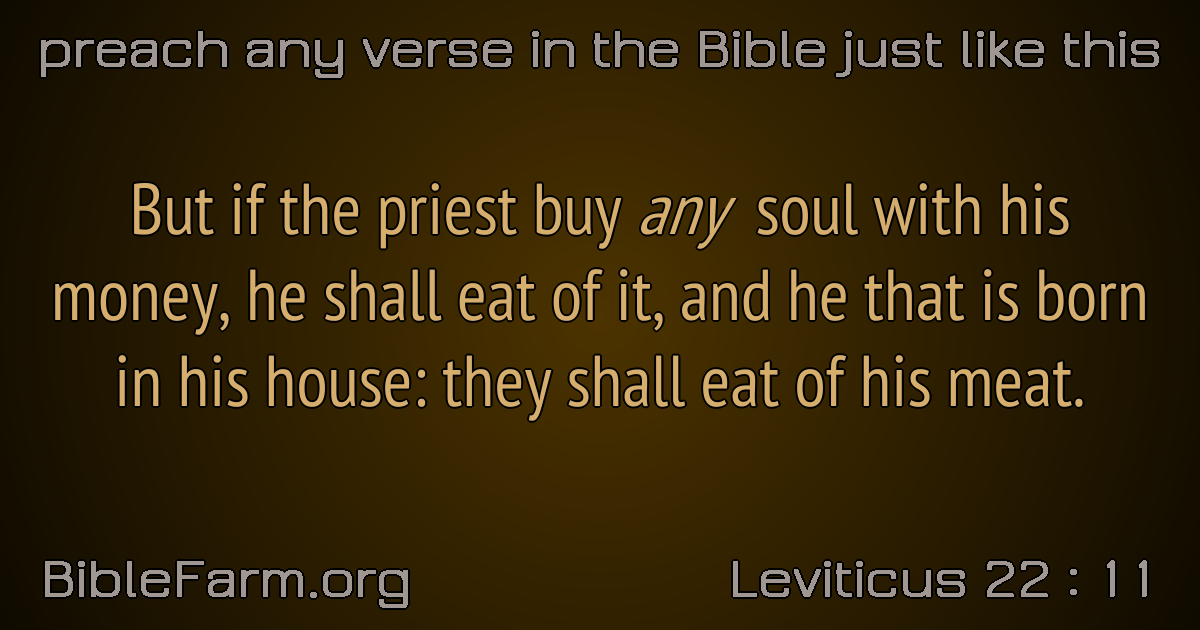 preach any verse in the Bible just like this
But if the priest buy any soul with his
money, he shall eat of it, and he that is born
in his house: they shall eat of his meat.
BibleFarm.org
Leviticus 22 : 11